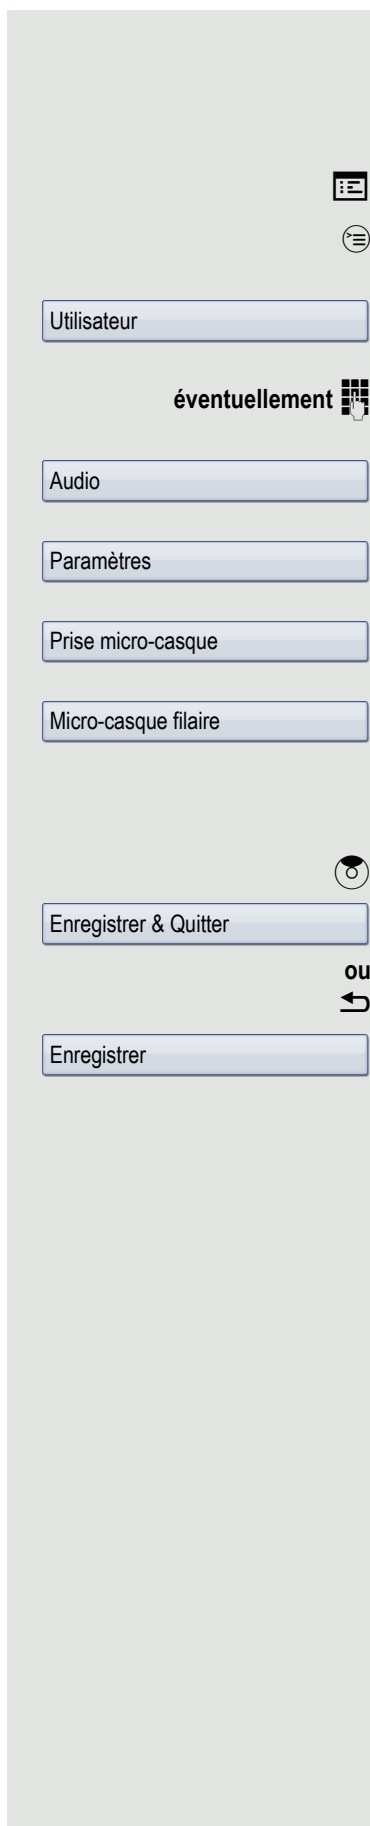 Utilisateur
éventuellement
Audio
Paramètres
Prise micro-casque
Micro-casque filaire
Enregistrer & Quitter
ou
Enregistrer